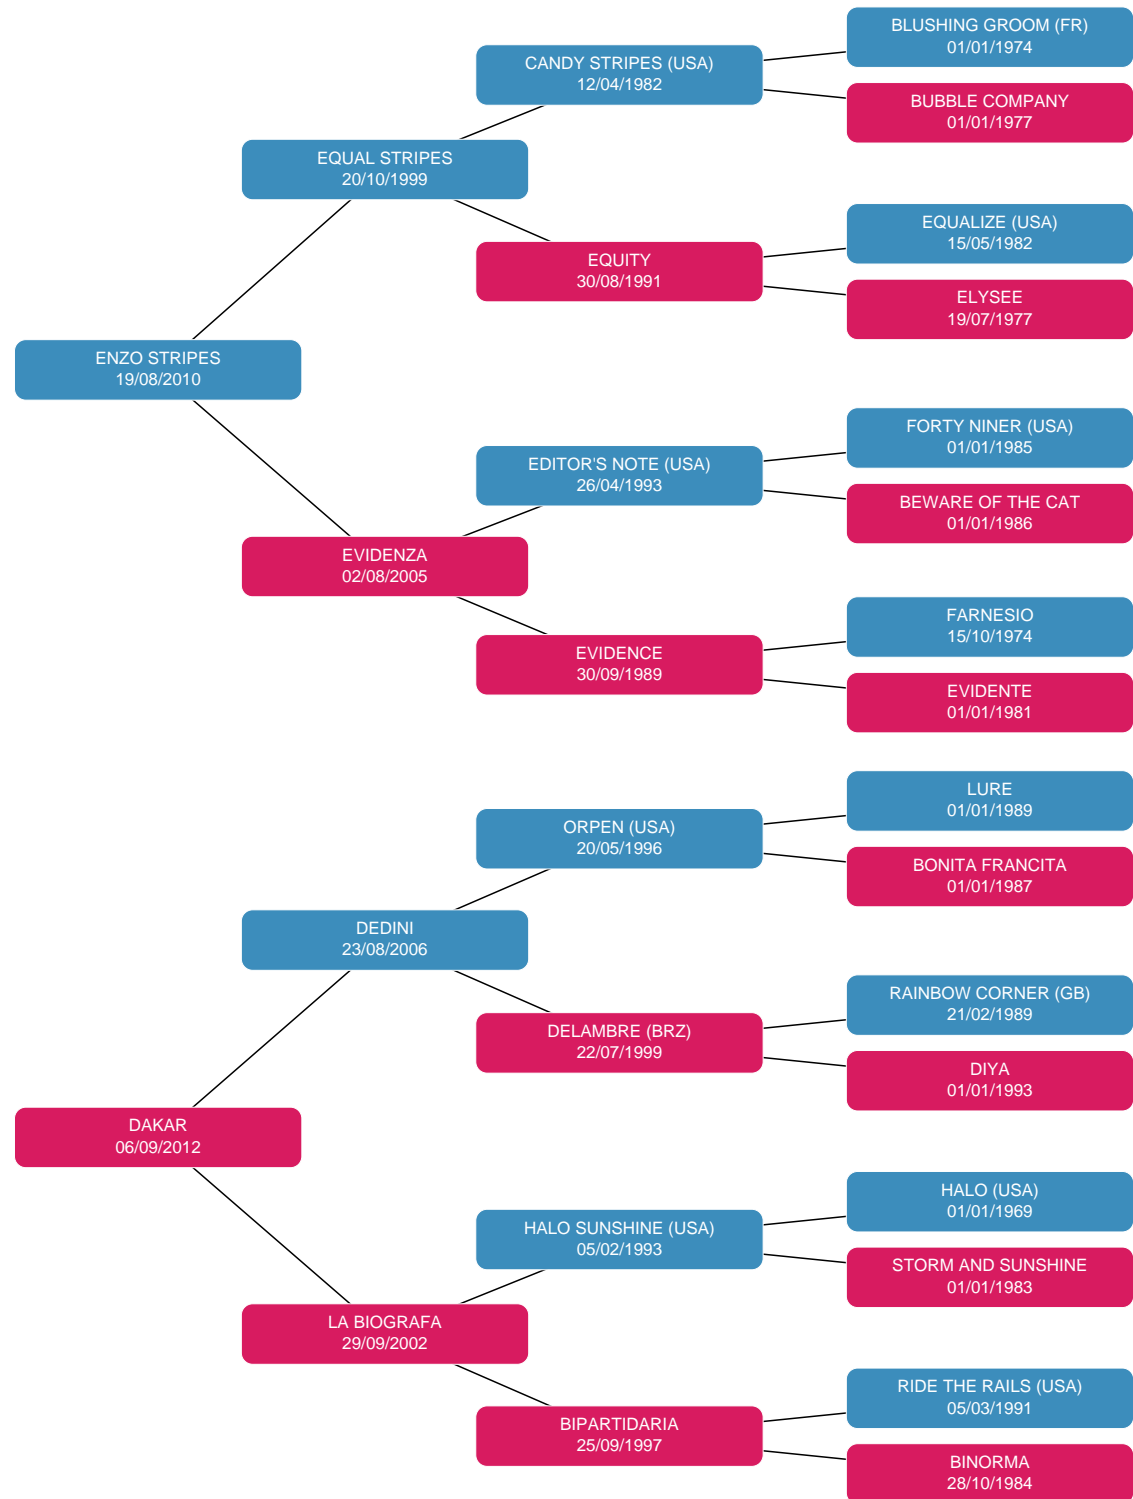 BLUSHING GROOM (FR)
01/01/1974
CANDY STRIPES (USA)
12/04/1982
BUBBLE COMPANY
01/01/1977
EQUAL STRIPES
20/10/1999
EQUALIZE (USA)
15/05/1982
EQUITY
30/08/1991
ELYSEE
19/07/1977
ENZO STRIPES
19/08/2010
FORTY NINER (USA)
01/01/1985
EDITOR'S NOTE (USA)
26/04/1993
BEWARE OF THE CAT
01/01/1986
EVIDENZA
02/08/2005
FARNESIO
15/10/1974
EVIDENCE
30/09/1989
EVIDENTE
01/01/1981
LURE
01/01/1989
ORPEN (USA)
20/05/1996
BONITA FRANCITA
01/01/1987
DEDINI
23/08/2006
RAINBOW CORNER (GB)
21/02/1989
DELAMBRE (BRZ)
22/07/1999
DIYA
01/01/1993
DAKAR
06/09/2012
HALO (USA)
01/01/1969
HALO SUNSHINE (USA)
05/02/1993
STORM AND SUNSHINE
01/01/1983
LA BIOGRAFA
29/09/2002
RIDE THE RAILS (USA)
05/03/1991
BIPARTIDARIA
25/09/1997
BINORMA
28/10/1984